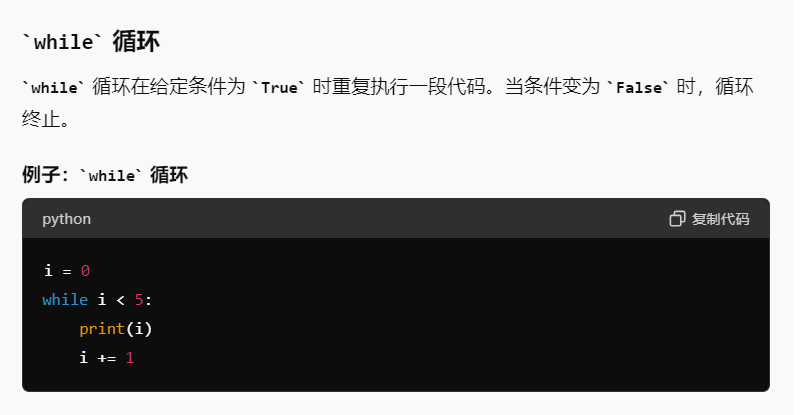 `while` 循环
`while` 循环在给定条件为 `True` 时重复执行一段代码。当条件变为 `False` 时，循环
终止。
例子：`while` 循环
python 复制代码
i = 0
while i < 5:
    print(i)
    i += 1